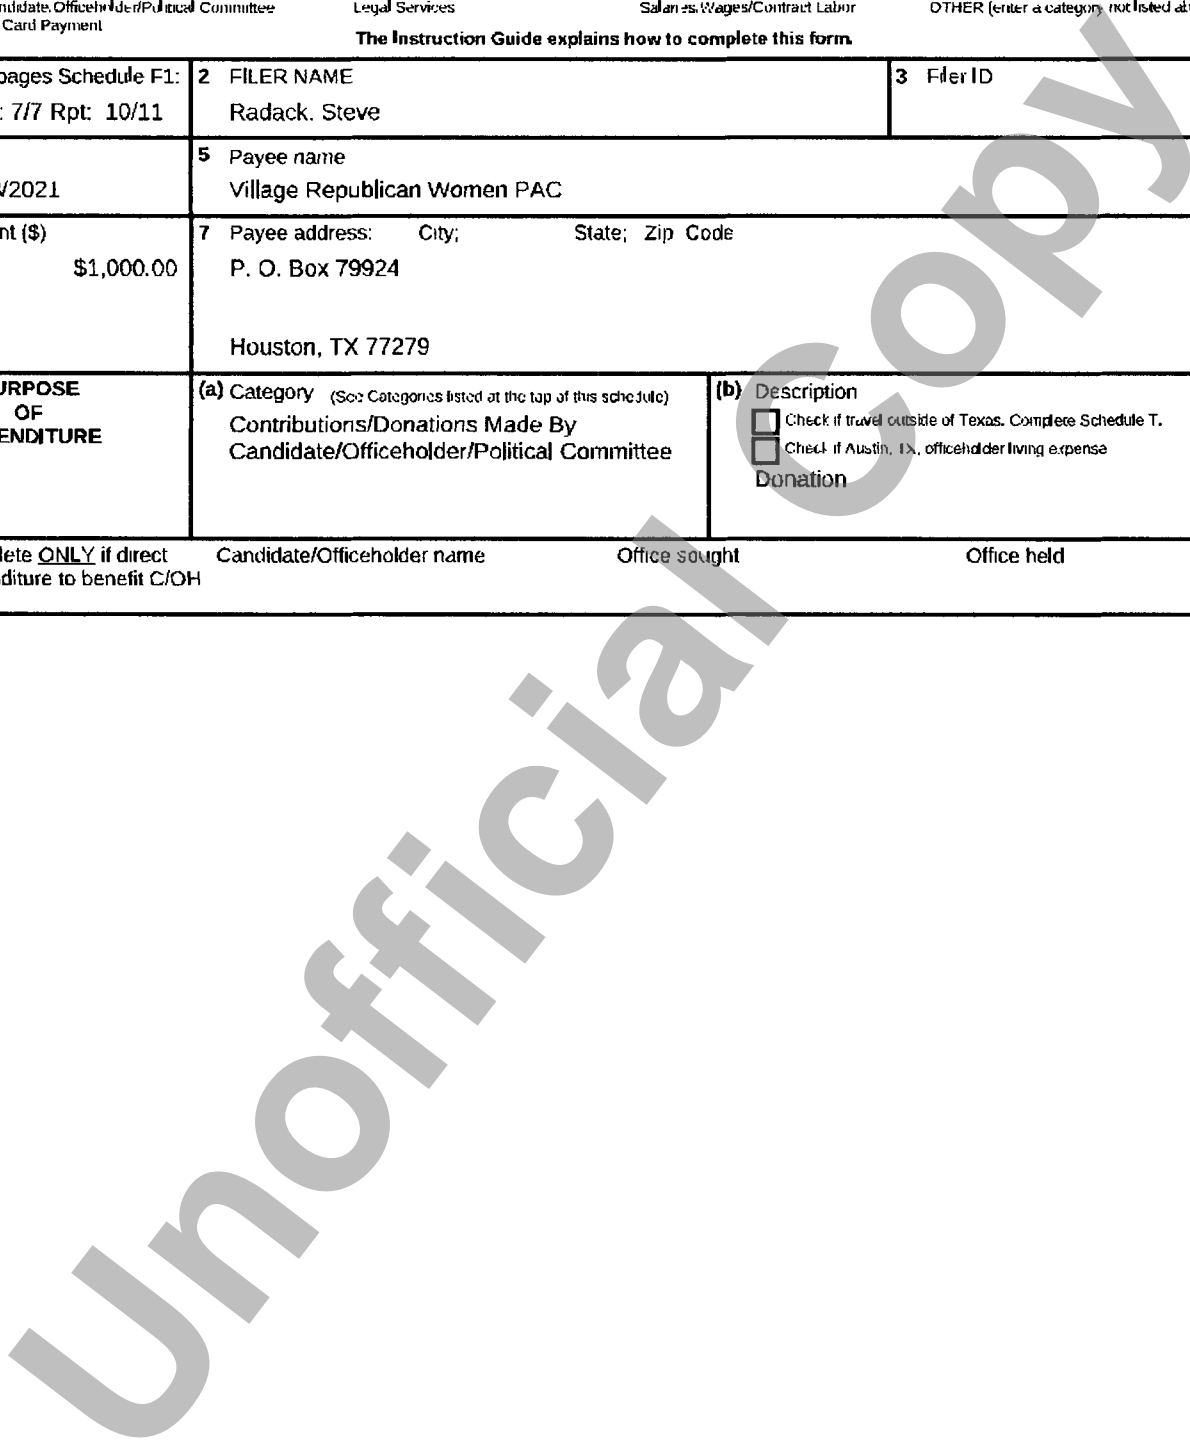 Candidate/Officeholder/Political Committee Legal Services Salaries/Wages/Contract Labor OTHER (enter a category not listed
Card Payment
The Instruction Guide explains how to complete this form.
pages Schedule F1: 2 FILER NAME 3 Filer ID
: 7/7 Rpt: 10/11 Radack. Steve
5 Payee name
/2021 Village Republican Women PAC
nt ($) 7 Payee address: City; State; Zip Code
$1,000.00 P. O. Box 79924
Houston, TX 77279
URPOSE (a) Category (See Categories listed at the top of this schedule) (b) Description
OF Contributions/Donations Made By Check if travel outside of Texas. Complete Schedule T.
ENDITURE Candidate/Officeholder/Political Committee Check if Austin, TX, officeholder living expense
Donation
lete ONLY if direct Candidate/Officeholder name Office sought Office held
diture to benefit C/OH
Unofficial Copy